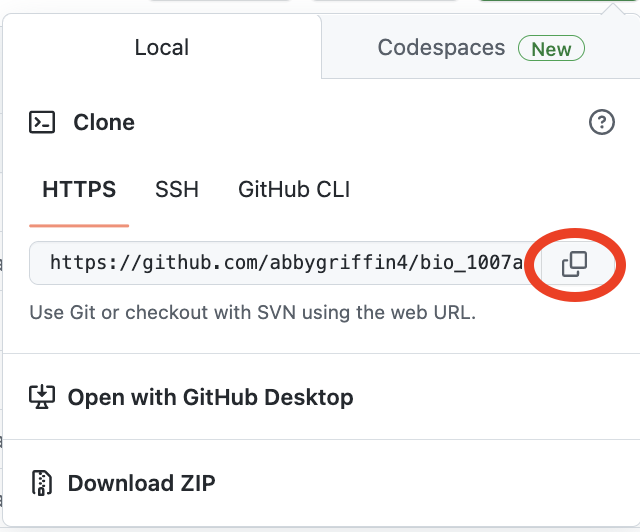 Local
Codespaces New
Clone
HTTPS SSH GitHub CLI
https://github.com/abbygriffin4/bio_1007a
Use Git or checkout with SVN using the web URL.
Open with GitHub Desktop
Download ZIP